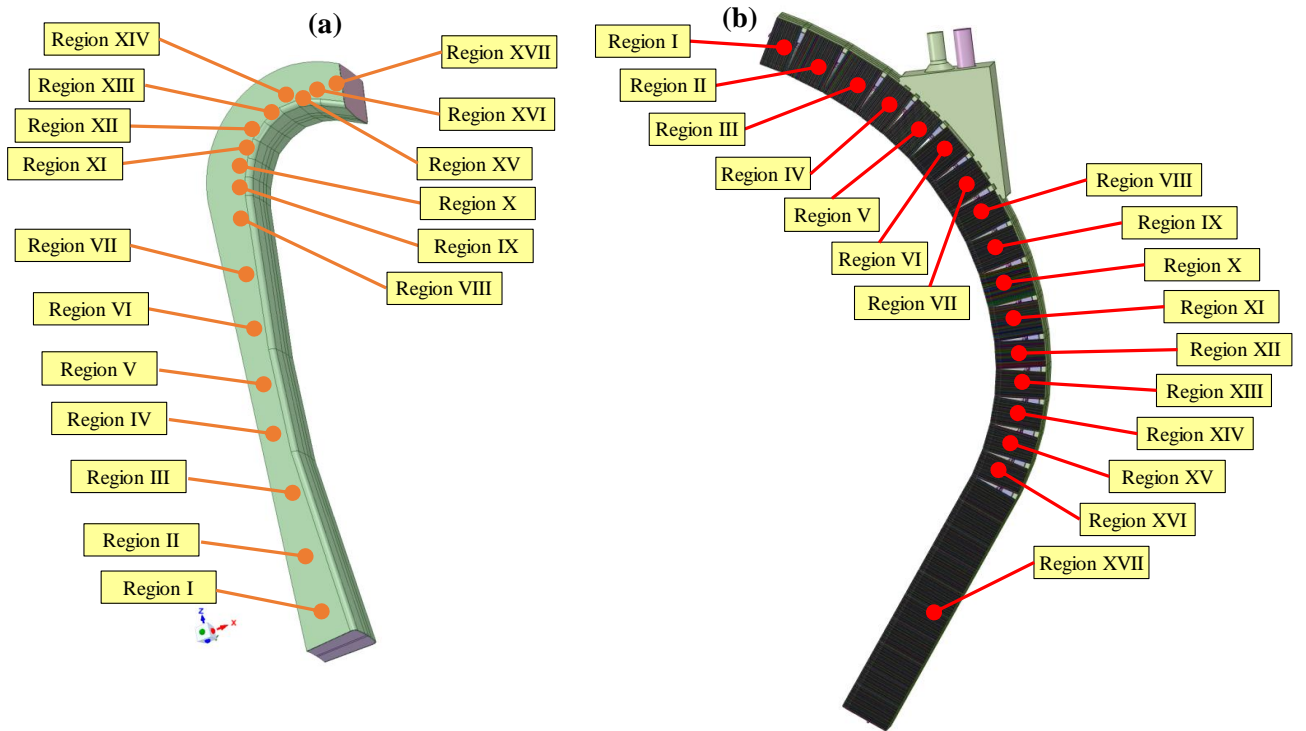 (a)
Region XIV
Region XVII
Region XIII
Region XVI
Region XII
Region XI
Region XV
Region X
Region IX
Region VII
Region VIII
Region VI
Region V
Region IV
Region III
Region II
Region I
z
x
(b)
Region I
Region II
Region III
Region IV
Region V
Region VI
Region VII
Region VIII
Region IX
Region X
Region XI
Region XII
Region XIII
Region XIV
Region XV
Region XVI
Region XVII